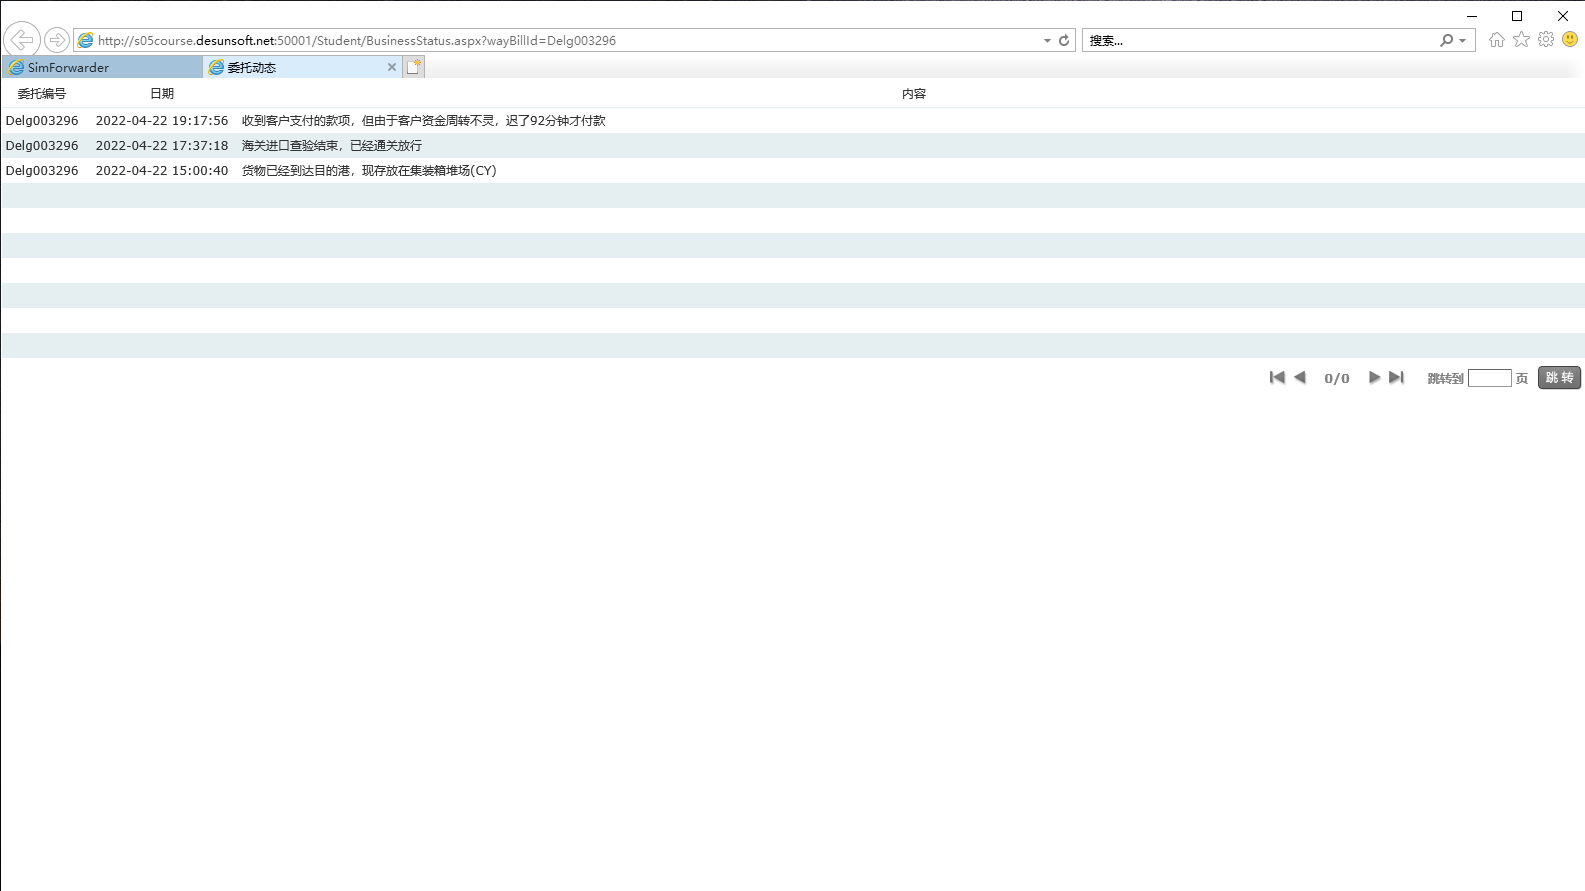 http://s05course.desunsoft.net:50001/Student/BusinessStatus.aspx?wayBillId=Delg003296
搜索...
SimForwarder
委托动态
委托编号 日期 内容
Delg003296 2022-04-22 19:17:56 收到客户支付的款项，但由于客户资金周转不灵，迟了92分钟才付款
Delg003296 2022-04-22 17:37:18 海关进口查验结束，已经通关放行
Delg003296 2022-04-22 15:00:40 货物已经到达目的港，现存放在集装箱堆场(CY)
0/0 跳转到 页 跳 转